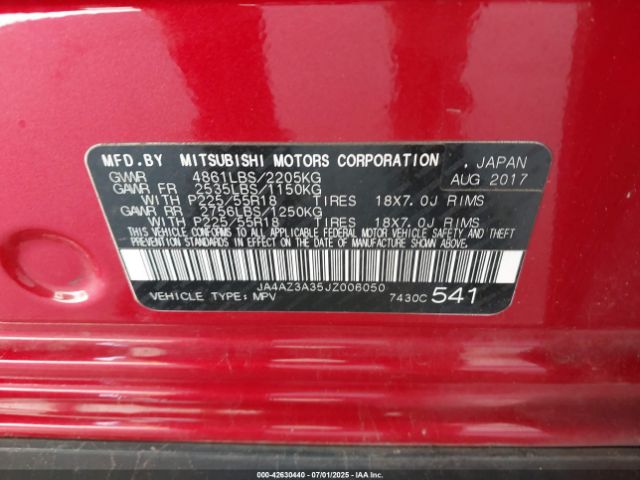 MFD.BY MITSUBISHI MOTORS CORPORATION , JAPAN
GVWR 4861LBS/2205KG AUG 2017
GAWR FR 2535LBS/1150KG
WITH P225/55R18 TIRES 18X7.0J RIMS
GAWR RR 2756LBS/1250KG
WITH P225/55R18 TIRES 18X7.0J RIMS
THIS VEHICLE CONFORMS TO ALL APPLICABLE FEDERAL MOTOR VEHICLE SAFETY AND THEFT
PREVENTION STANDARDS IN EFFECT ON THE DATE OF MANUFACTURE SHOWN ABOVE.
JA4AZ3A35JZ006050
VEHICLE TYPE: MPV 7430C 541
000-42630440 - 07/01/2025 - IAAI.CA